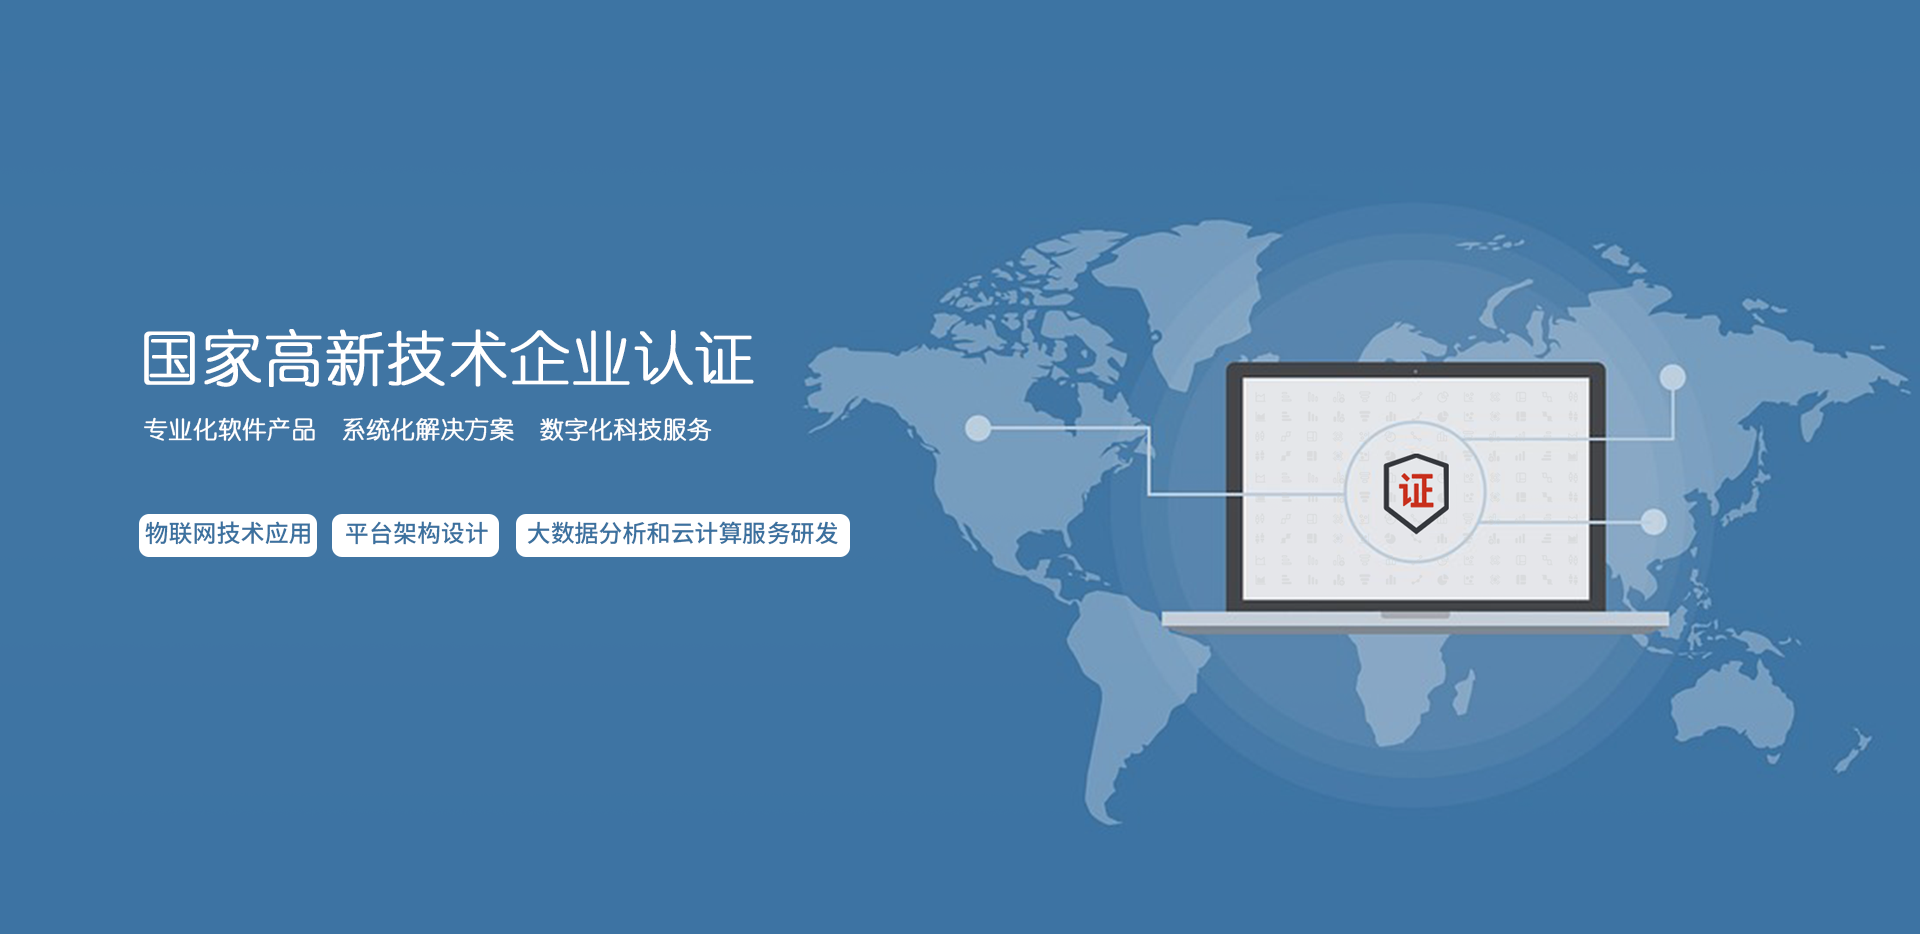 国家高新技术企业认证
专业化软件产品 系统化解决方案 数字化科技服务
物联网技术应用 平台架构设计 大数据分析和云计算服务研发
证